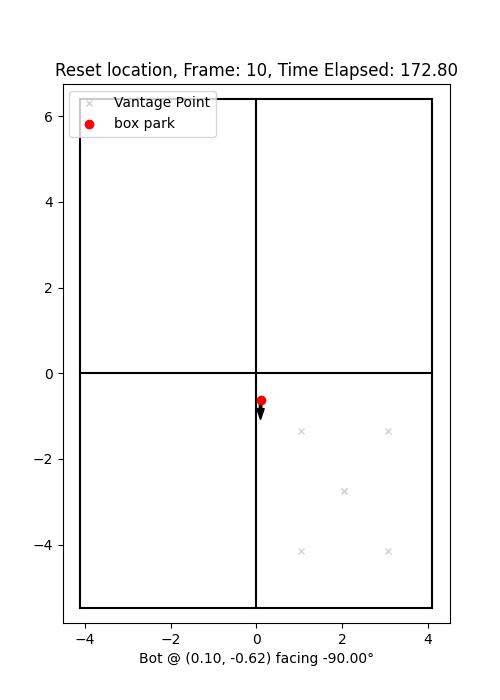 Reset location, Frame: 10, Time Elapsed: 172.80
Vantage Point
box park
6
4
2
0
−2
−4
−4
−2
0
2
4
Bot @ (0.10, -0.62) facing -90.00°